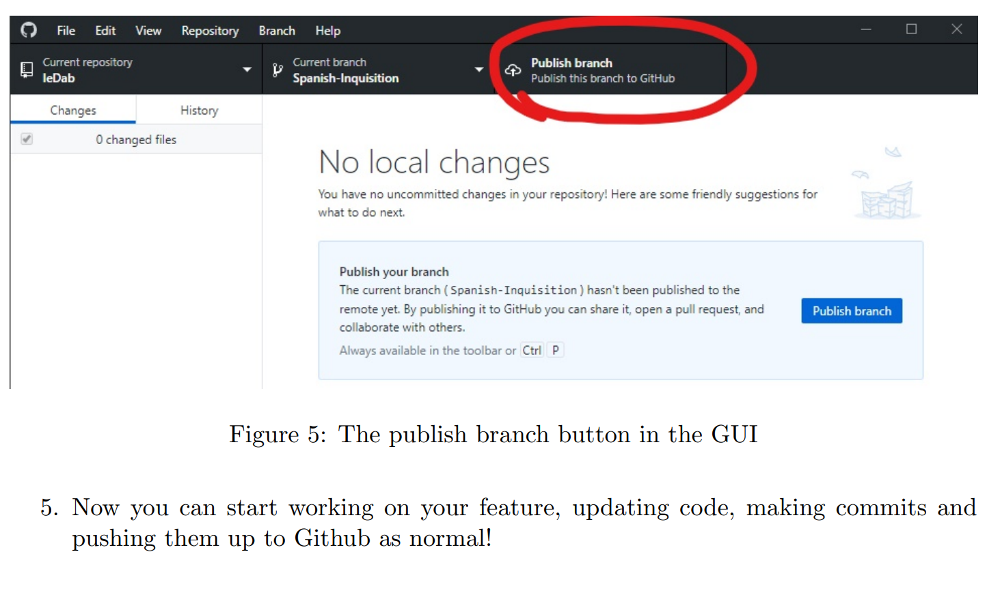 File Edit View Repository Branch Help
Current repository
leDab
Current branch
Spanish-Inquisition
Publish branch
Publish this branch to GitHub
Changes History
0 changed files
No local changes
You have no uncommitted changes in your repository! Here are some friendly suggestions for
what to do next.
Publish your branch
The current branch ( Spanish-Inquisition ) hasn't been published to the
remote yet. By publishing it to GitHub you can share it, open a pull request, and
collaborate with others.
Always available in the toolbar or Ctrl P
Publish branch
Figure 5: The publish branch button in the GUI
5. Now you can start working on your feature, updating code, making commits and
pushing them up to Github as normal!